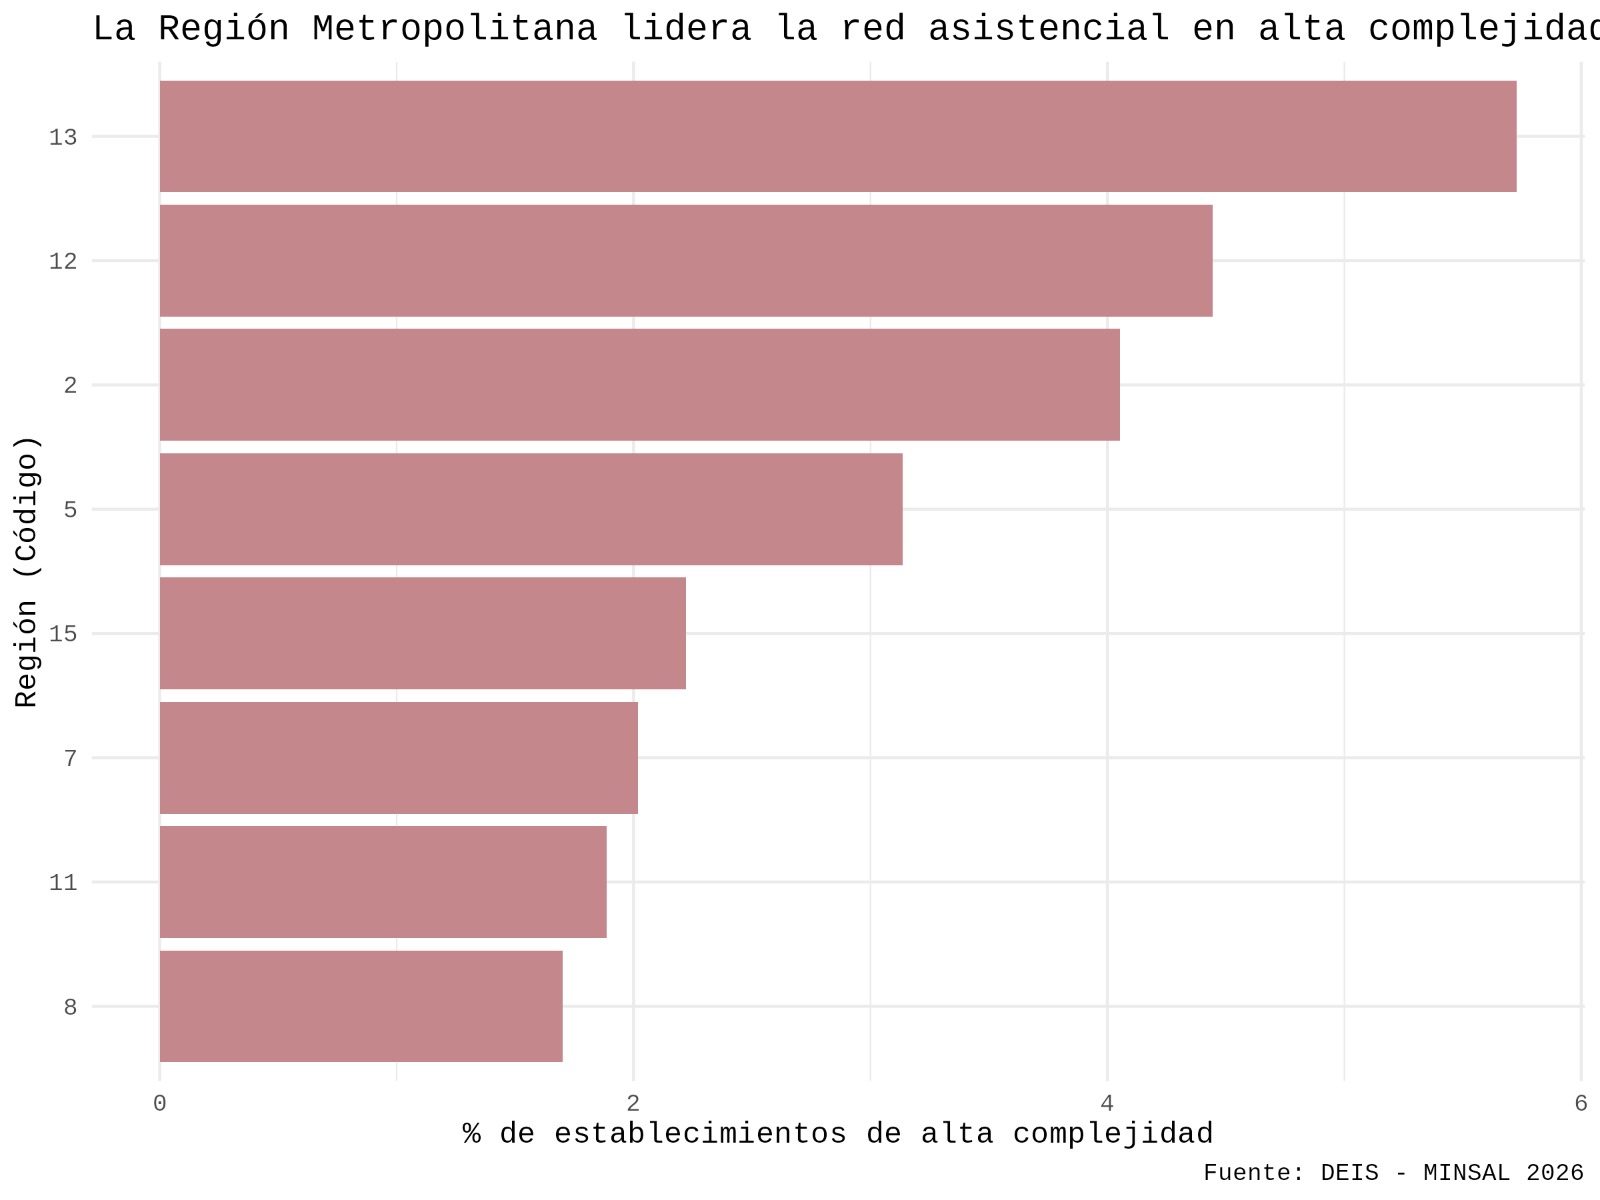 La Región Metropolitana lidera la red asistencial en alta complejidad
13
12
2
5
15
7
11
8
Región (Código)
0 2 4 6
% de establecimientos de alta complejidad
Fuente: DEIS - MINSAL 2026